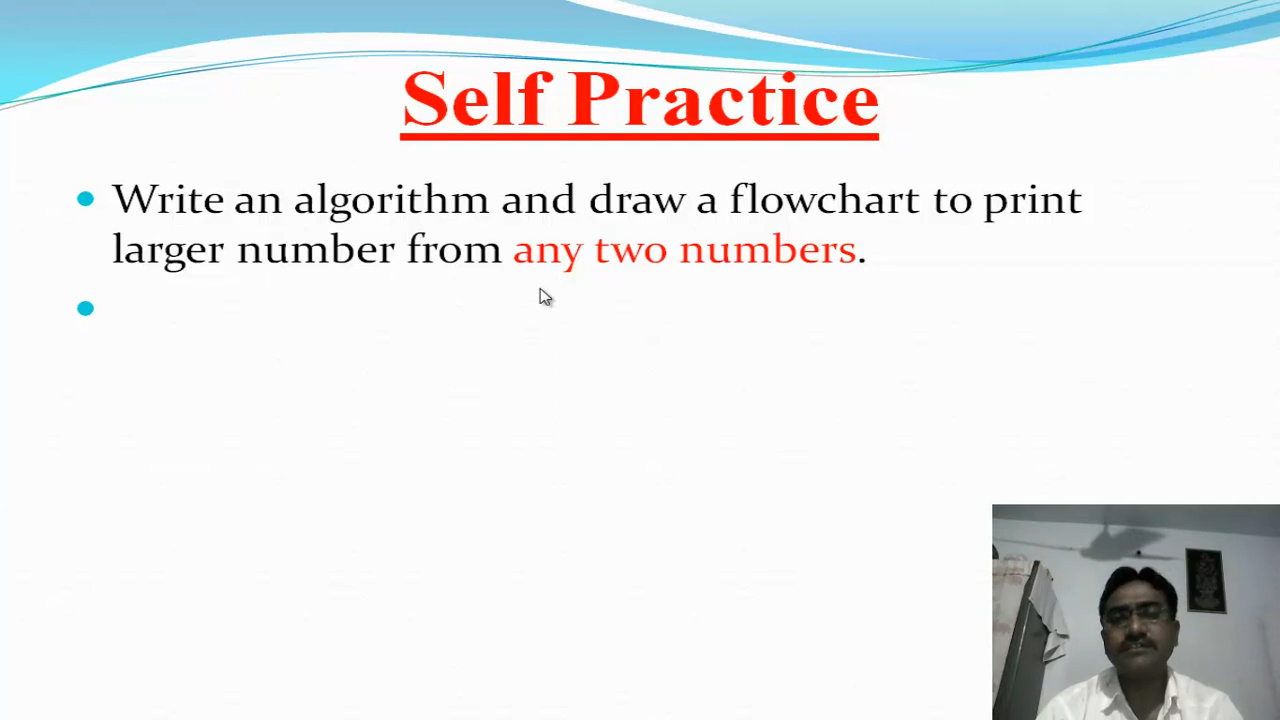 Self Practice
Write an algorithm and draw a flowchart to print
larger number from any two numbers.